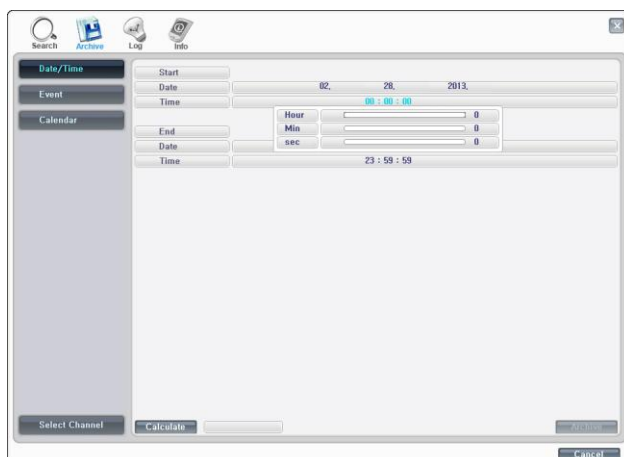 Search Archive Log Info
Date/Time
Event
Calendar
Start
Date 02. 28. 2013.
Time 00 : 00 : 00
Hour 0
Min 0
sec 0
End
Date
Time 23 : 59 : 59
Select Channel
Calculate
Archive
Cancel